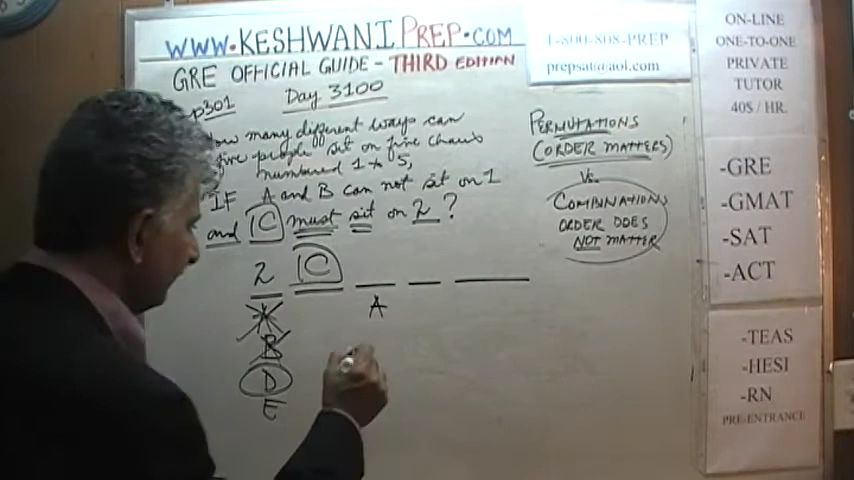 WWW.KESHWANIPREP.COM
GRE OFFICIAL GUIDE - THIRD EDITION
p301 Day 3100
How many different ways can
five people sit on five chairs
numbered 1 to 5,
IF A and B can not sit on 1
and 1C must sit on 2?
2 1C
A
B
D
E
A
1-800-808-PREP
prepsat@aol.com
PERMUTATIONS
(ORDER MATTERS)
Vs.
COMBINATIONS
ORDER DOES
NOT MATTER
ON-LINE
ONE-TO-ONE
PRIVATE
TUTOR
40$ / HR.
-GRE
-GMAT
-SAT
-ACT
-TEAS
-HESI
-RN
PRE-ENTRANCE